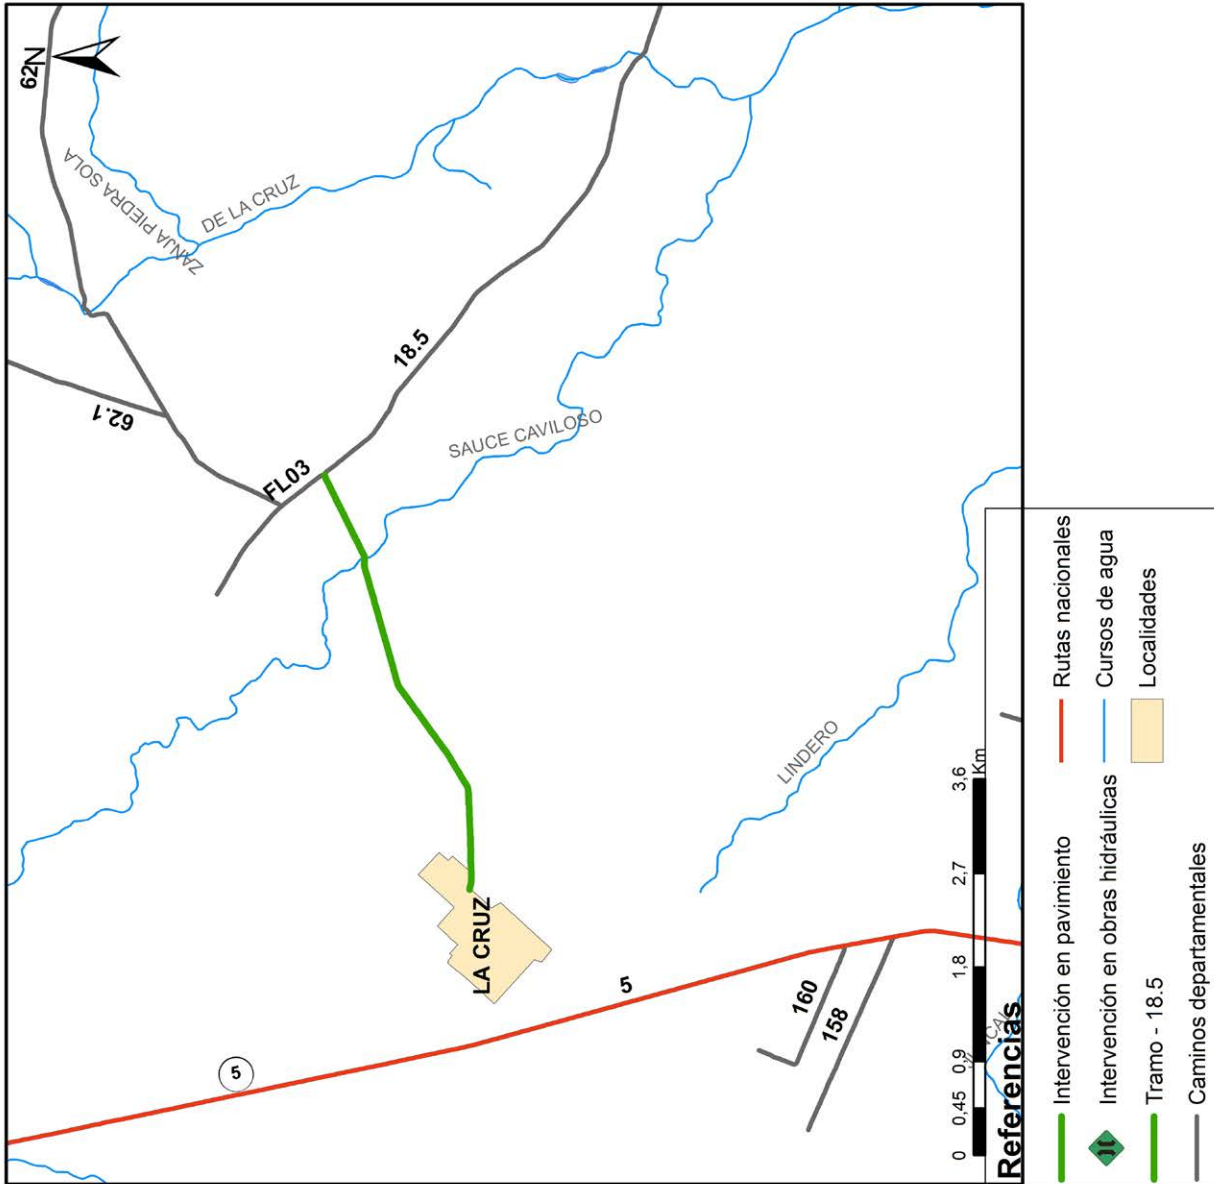 62
N
ZANJA PIEDRA SOLA
DE LA CRUZ
62.1
18.5
FL03
SAUCE CAVILOSO
LA CRUZ
LINDERO
5
5
160
158
0 0,45 0,9 1,8 2,7 3,6
Km
Referencias
Intervención en pavimiento
Rutas nacionales
Intervención en obras hidráulicas
Cursos de agua
Tramo - 18.5
Localidades
Caminos departamentales